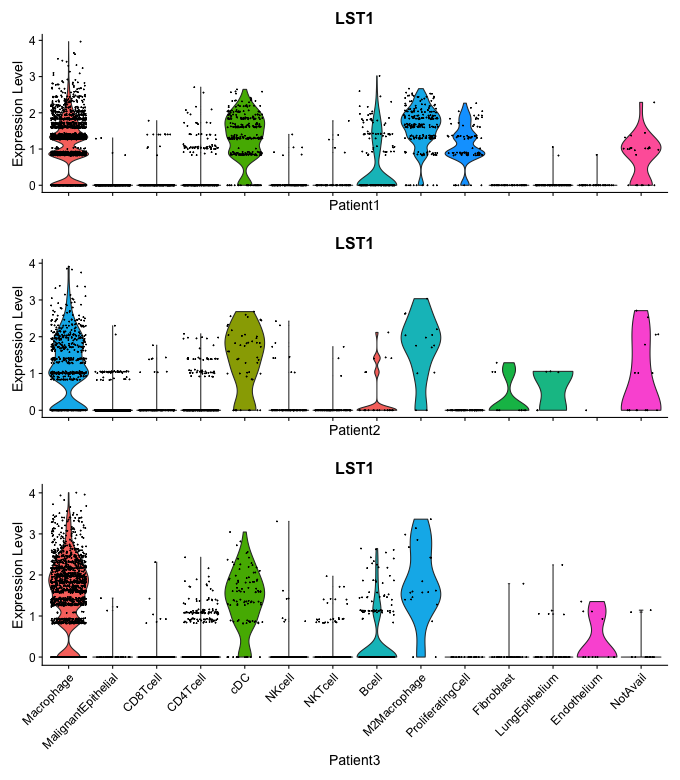 LST1
Expression Level
4
3
2
1
0
Patient1
LST1
Expression Level
4
3
2
1
0
Patient2
LST1
Expression Level
4
3
2
1
0
Macrophage
MalignantEpithelial
CD8Tcell
CD4Tcell
cDC
NKcell
NKTcell
Bcell
M2Macrophage
ProliferatingCell
Fibroblast
LungEpithelium
Endothelium
NotAvail
Patient3